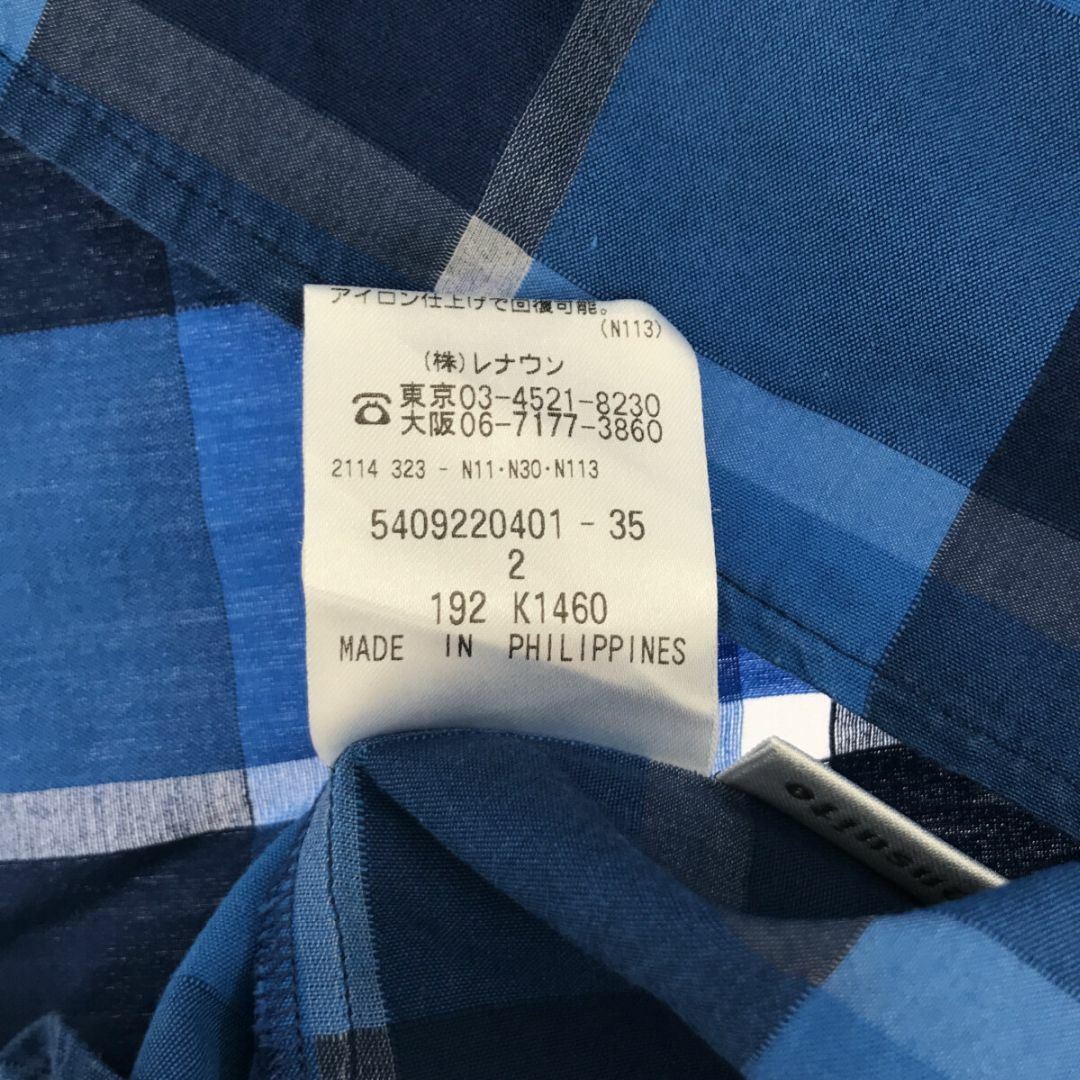 アイロン仕上げで回復可能。
(N113)
(株)レナウン
☎ 東京03-4521-8230
大阪06-7177-3860
2114 323 - N11・N30・N113
5409220401 - 35
2
192 K1460
MADE IN PHILIPPINES